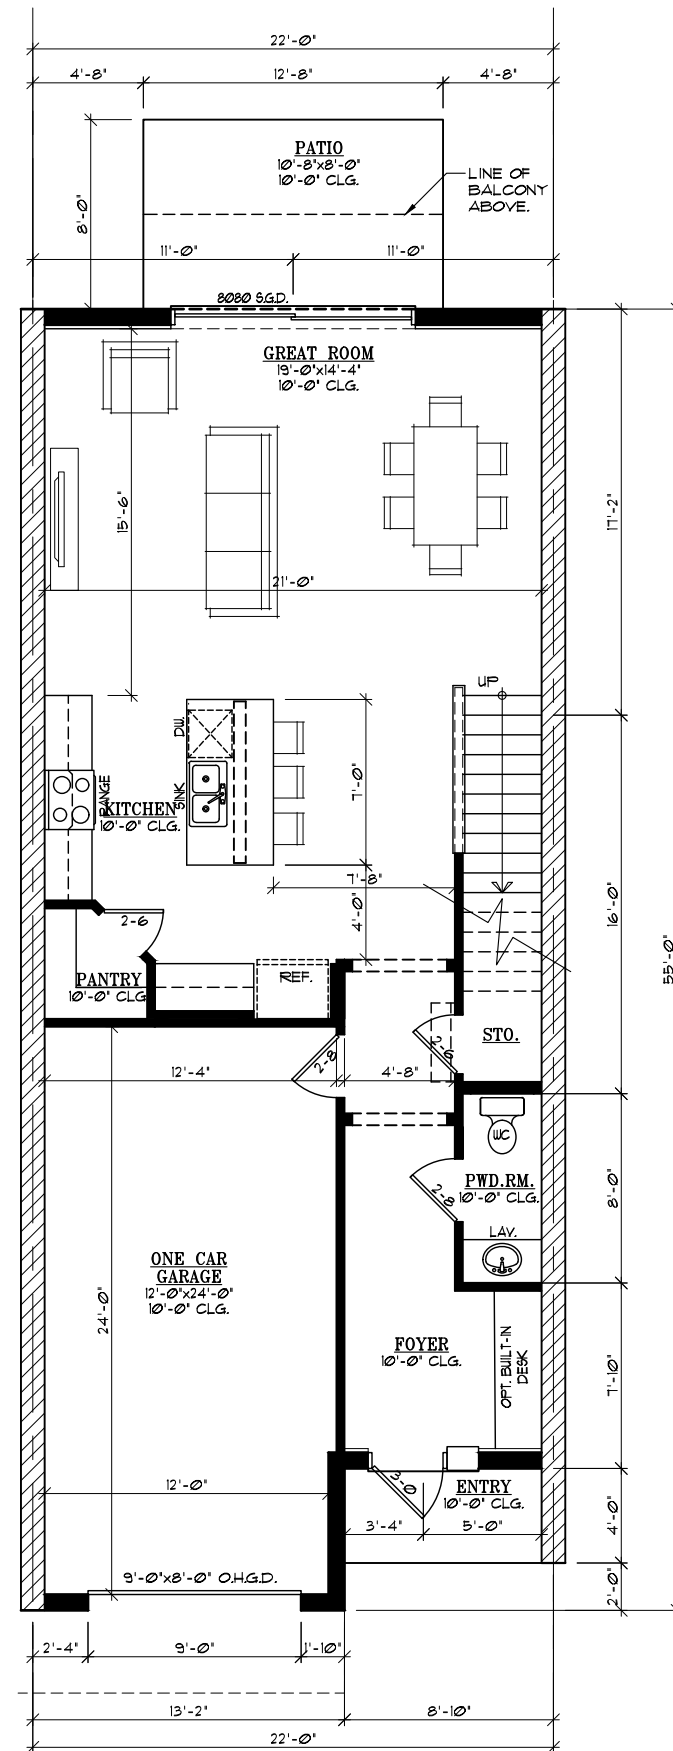 22'-0"
4'-8"
12'-8"
4'-8"
PATIO
10'-8"x8'-0"
10'-0" CLG.
LINE OF
BALCONY
ABOVE.
8'-0"
11'-0"
11'-0"
8080 S.G.D.
GREAT ROOM
19'-0"x14'-4"
10'-0" CLG.
15'-6"
17'-2"
21'-0"
UP
D.W.
SINK
RANGE
KITCHEN
10'-0" CLG.
7'-0"
7'-8"
4'-0"
16'-0"
55'-0"
2-6
PANTRY
10'-0" CLG
REF.
STO.
2-6
2-8
12'-4"
4'-8"
WC
PWD.RM.
10'-0" CLG.
2-8
8'-0"
LAV.
ONE CAR
GARAGE
12'-0"x24'-0"
10'-0" CLG.
24'-0"
FOYER
10'-0" CLG.
OPT. BUILT-IN
DESK
7'-10"
12'-0"
3-0
ENTRY
10'-0" CLG.
3'-4"
5'-0"
4'-0"
9'-0"x8'-0" O.H.G.D.
2'-0"
2'-4"
9'-0"
1'-10"
13'-2"
8'-10"
22'-0"